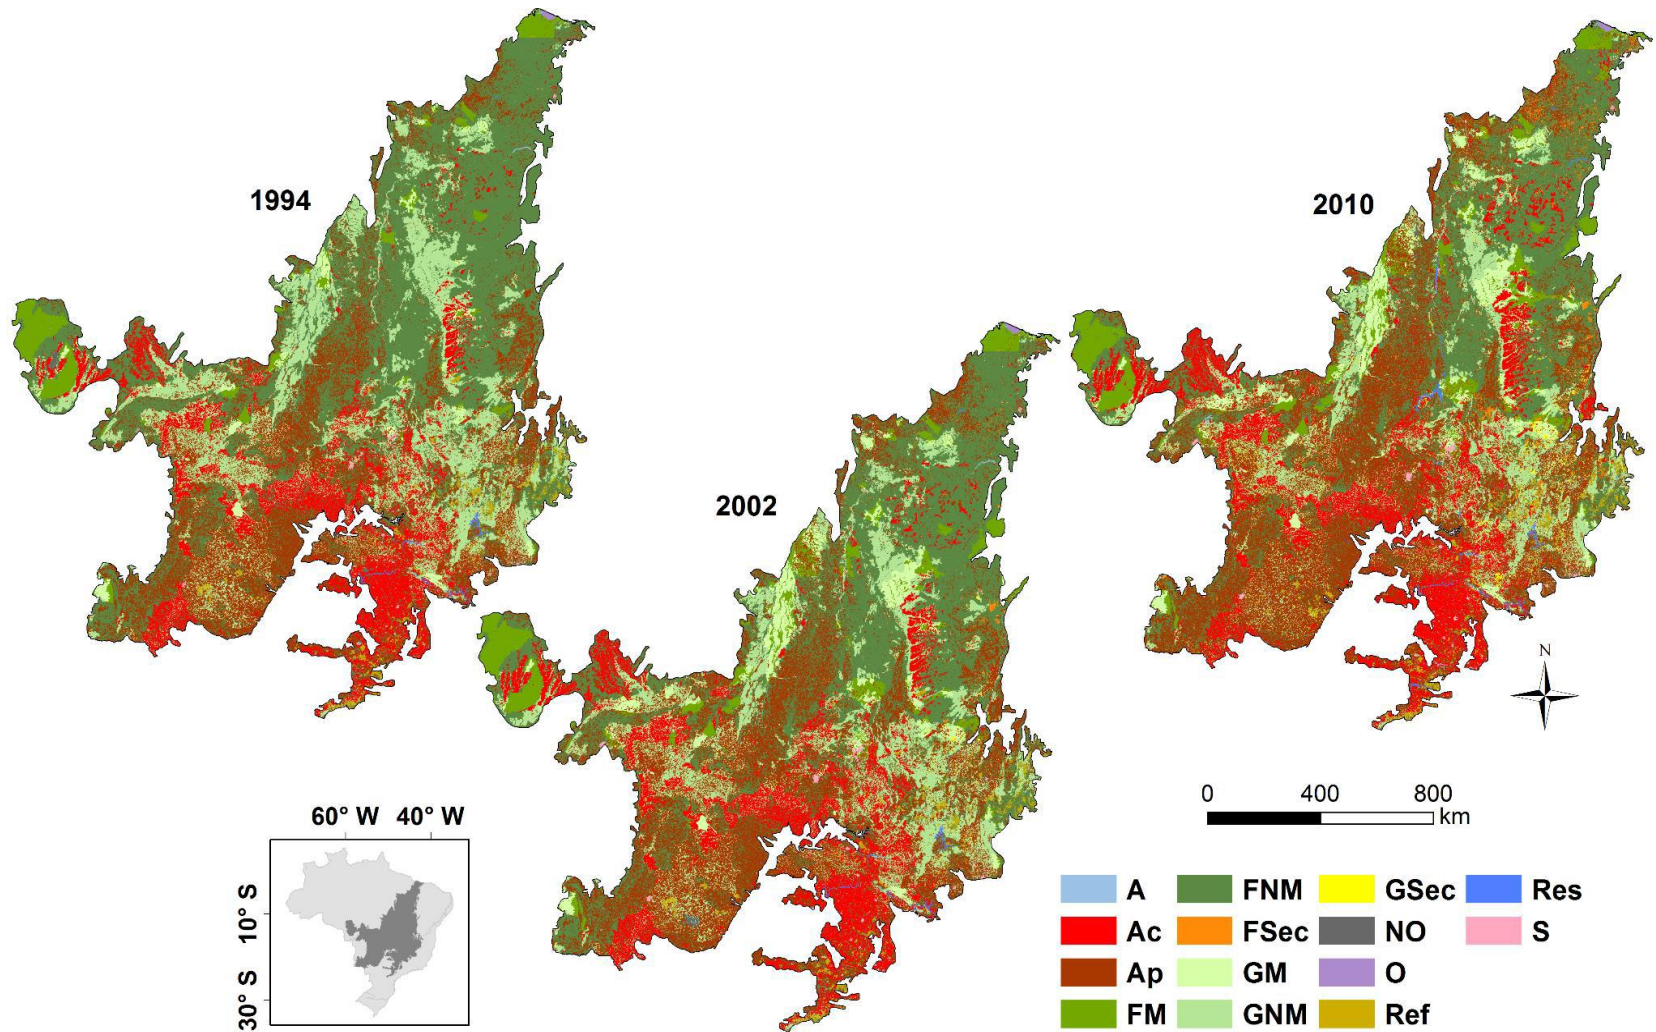 1994
2010
2002
N
0 400 800
km
60° W 40° W
10° S
30° S
A FNM GSec Res
Ac FSec NO S
Ap GM O
FM GNM Ref